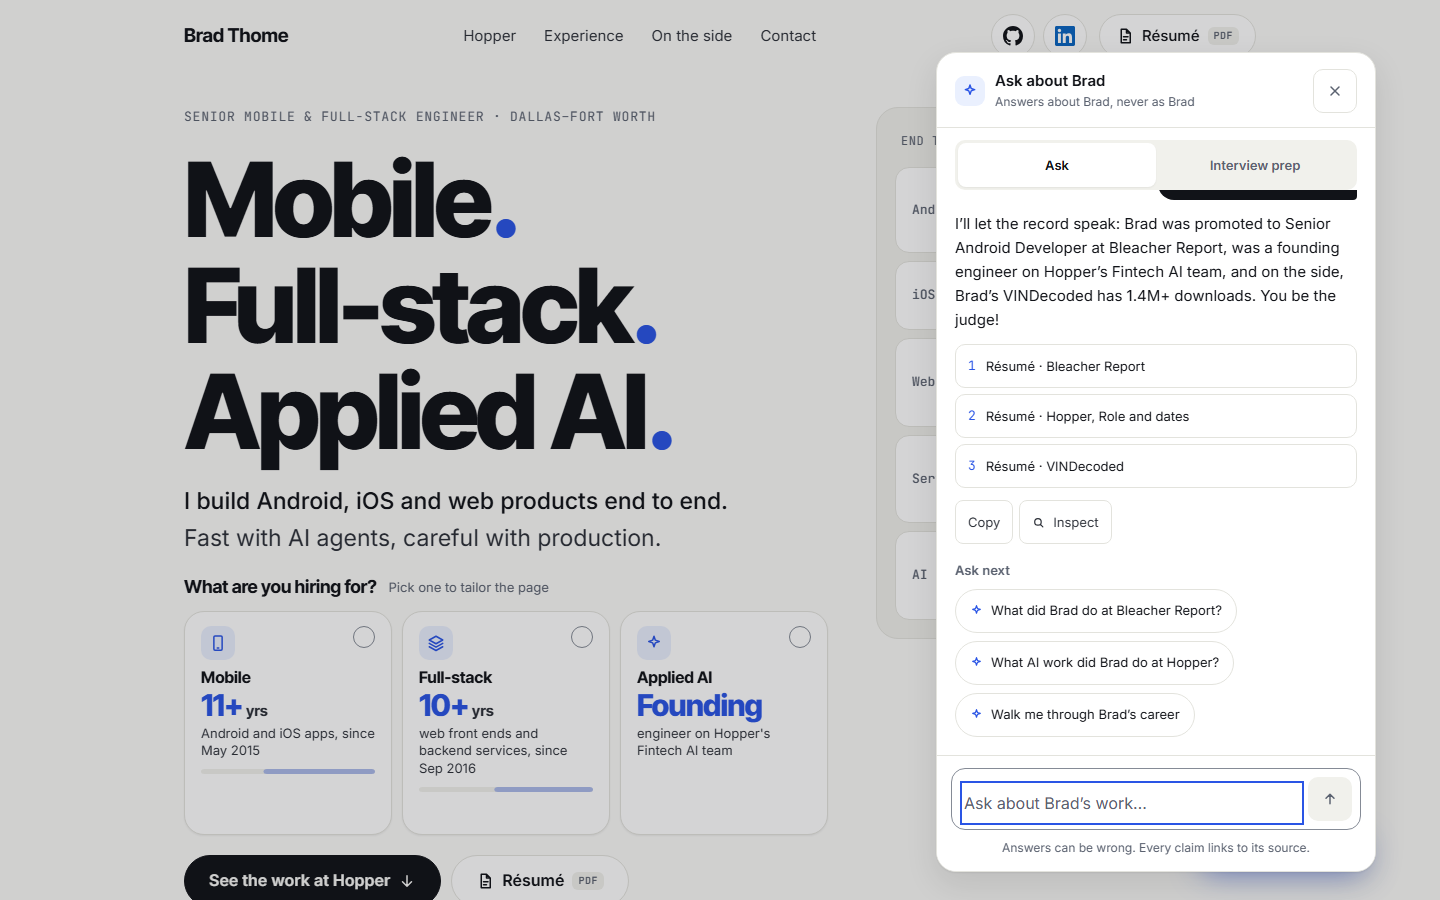 Brad Thome
Hopper
Experience
On the side
Contact
Résumé PDF
SENIOR MOBILE & FULL-STACK ENGINEER · DALLAS–FORT WORTH
Mobile.
Full-stack.
Applied AI.
I build Android, iOS and web products end to end.
Fast with AI agents, careful with production.
What are you hiring for? Pick one to tailor the page
Mobile
11+ yrs
Android and iOS apps, since
May 2015
Full-stack
10+ yrs
web front ends and
backend services, since
Sep 2016
Applied AI
Founding
engineer on Hopper's
Fintech AI team
See the work at Hopper ↓
Résumé PDF
END
And
iOS
Web
Ser
AI
Ask about Brad
Answers about Brad, never as Brad
Ask
Interview prep
I’ll let the record speak: Brad was promoted to Senior
Android Developer at Bleacher Report, was a founding
engineer on Hopper’s Fintech AI team, and on the side,
Brad’s VINDecoded has 1.4M+ downloads. You be the
judge!
1 Résumé · Bleacher Report
2 Résumé · Hopper, Role and dates
3 Résumé · VINDecoded
Copy
Inspect
Ask next
What did Brad do at Bleacher Report?
What AI work did Brad do at Hopper?
Walk me through Brad’s career
Ask about Brad’s work...
Answers can be wrong. Every claim links to its source.